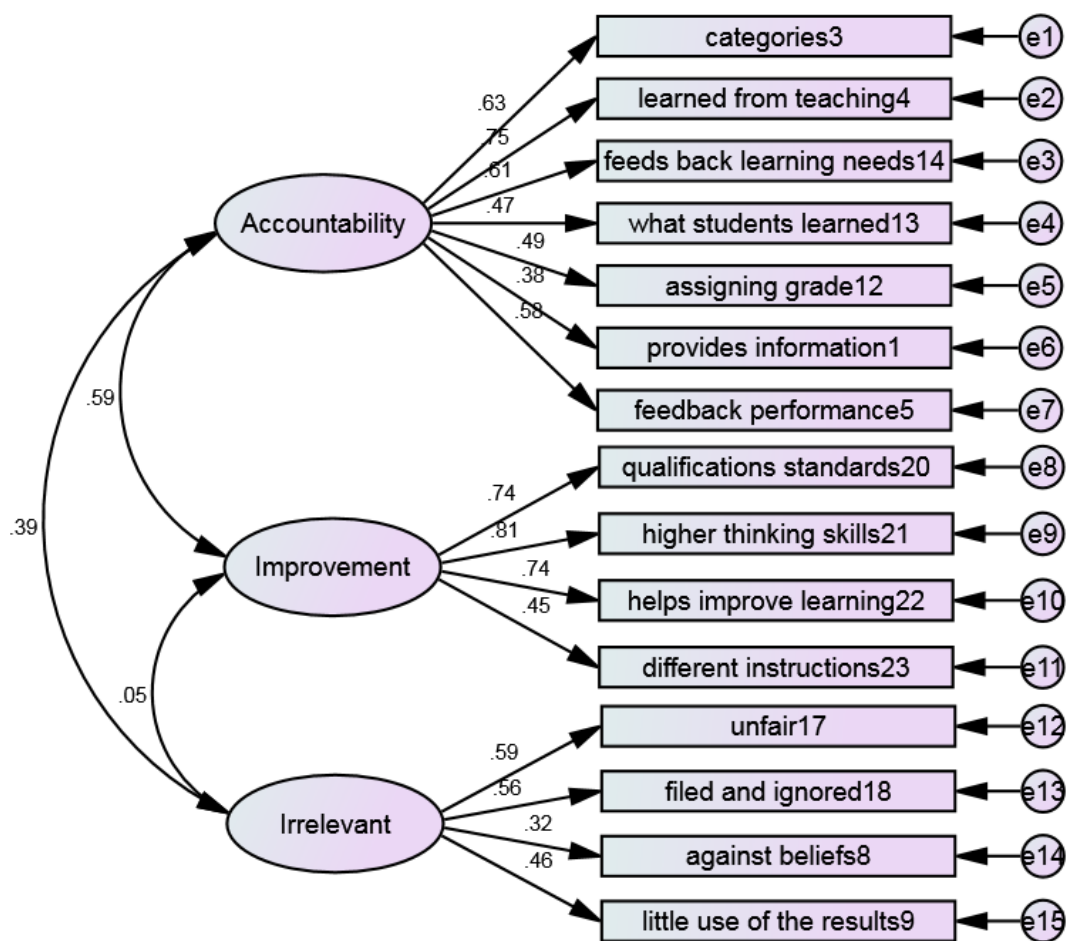 categories3
e1
.63
learned from teaching4
e2
.75
feeds back learning needs14
e3
.61
Accountability
.47
what students learned13
e4
.49
assigning grade12
e5
.38
provides information1
e6
.58
feedback performance5
e7
.59
qualifications standards20
e8
.74
.39
higher thinking skills21
e9
.81
Improvement
.74
helps improve learning22
e10
.45
different instructions23
e11
.05
unfair17
e12
.59
filed and ignored18
e13
.56
Irrelevant
.32
against beliefs8
e14
.46
little use of the results9
e15